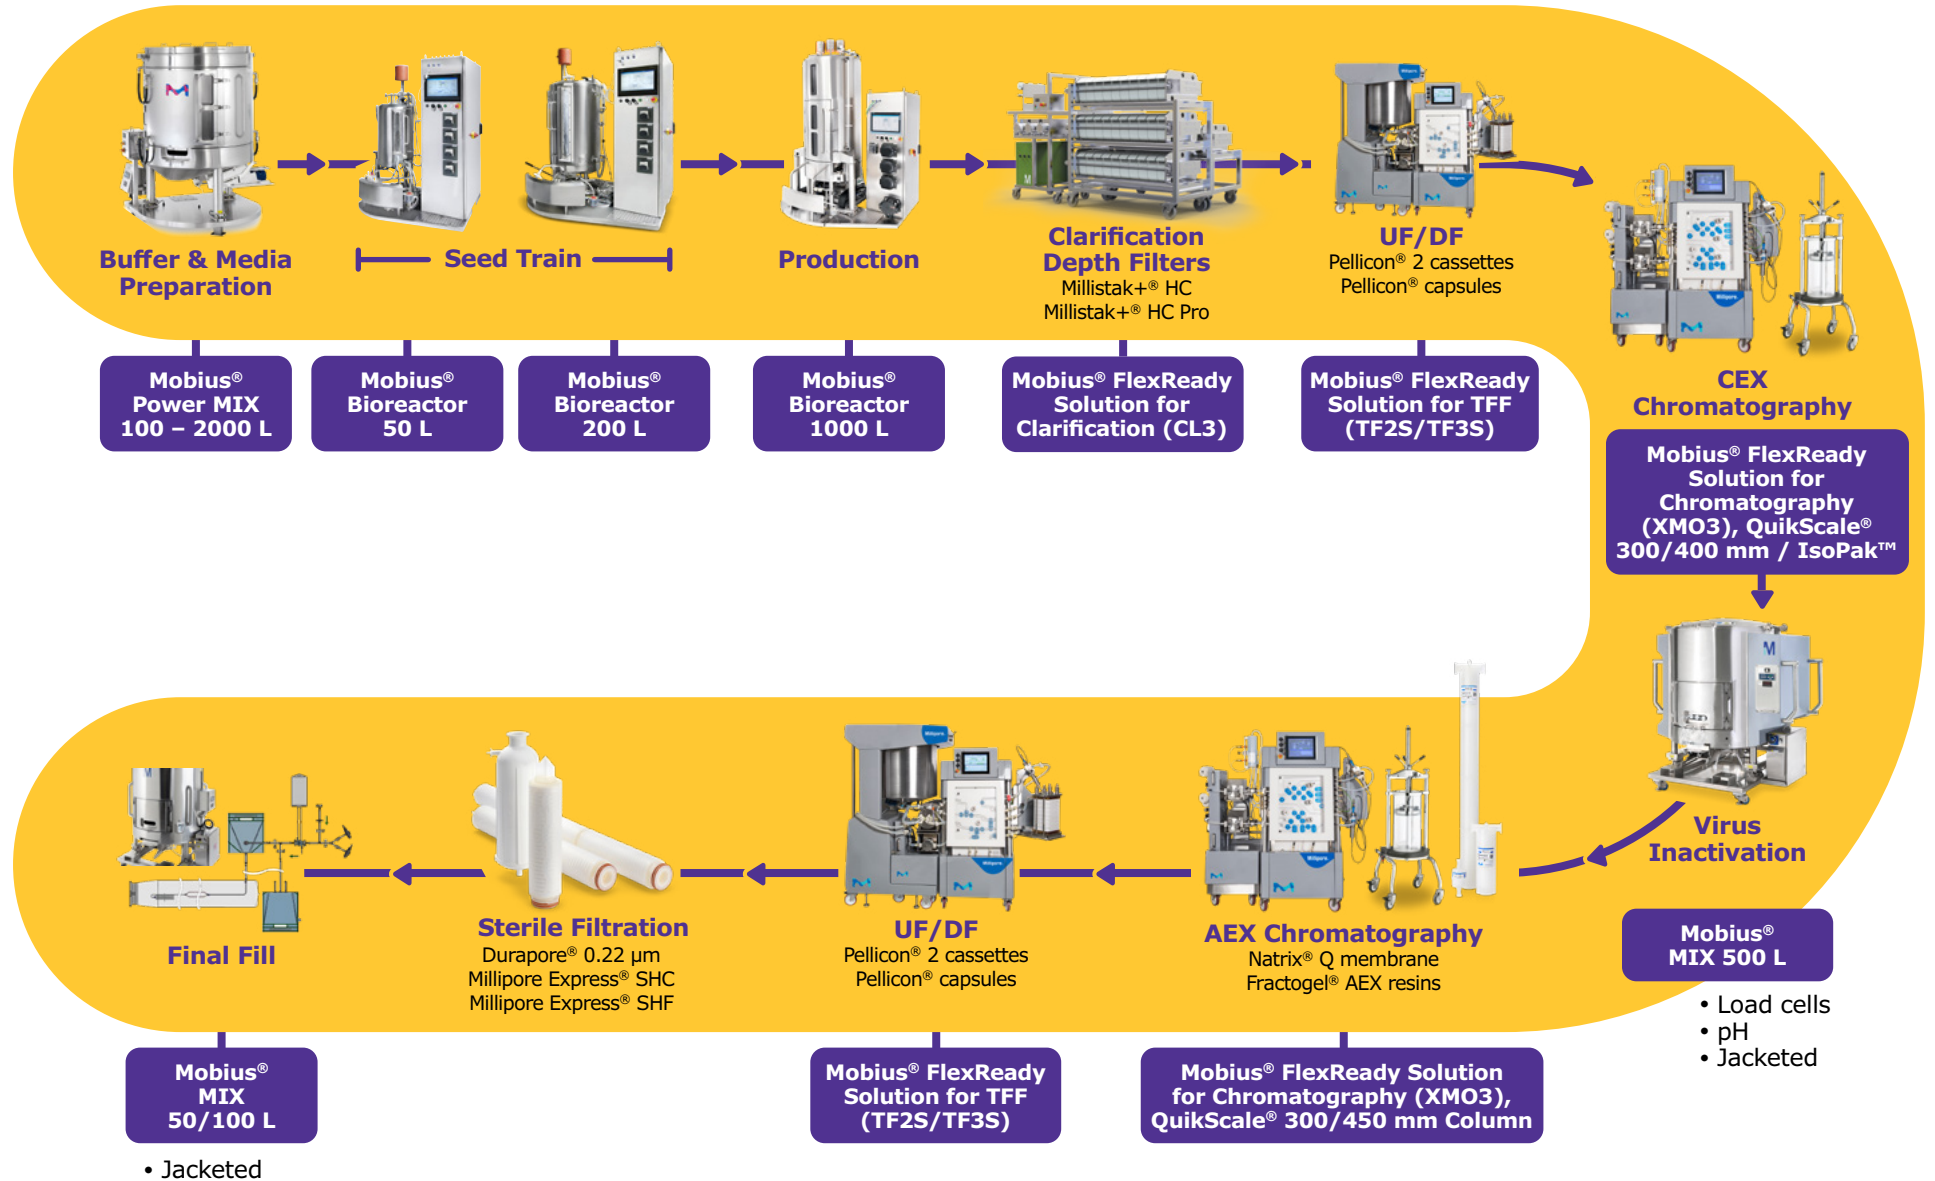 Buffer & Media
Preparation
Seed Train
Production
Clarification
Depth Filters
Millistak+® HC
Millistak+® HC Pro
UF/DF
Pellicon® 2 cassettes
Pellicon® capsules
Mobius®
Power MIX
100 – 2000 L
Mobius®
Bioreactor
50 L
Mobius®
Bioreactor
200 L
Mobius®
Bioreactor
1000 L
Mobius® FlexReady
Solution for
Clarification (CL3)
Mobius® FlexReady
Solution for TFF
(TF2S/TF3S)
CEX
Chromatography
Mobius® FlexReady
Solution for
Chromatography
(XMO3), QuikScale®
300/400 mm / IsoPak™
Virus
Inactivation
Mobius®
MIX 500 L
• Load cells
• pH
• Jacketed
AEX Chromatography
Natrix® Q membrane
Fractogel® AEX resins
Mobius® FlexReady Solution
for Chromatography (XMO3),
QuikScale® 300/450 mm Column
UF/DF
Pellicon® 2 cassettes
Pellicon® capsules
Mobius® FlexReady
Solution for TFF
(TF2S/TF3S)
Sterile Filtration
Durapore® 0.22 µm
Millipore Express® SHC
Millipore Express® SHF
Final Fill
Mobius®
MIX
50/100 L
• Jacketed